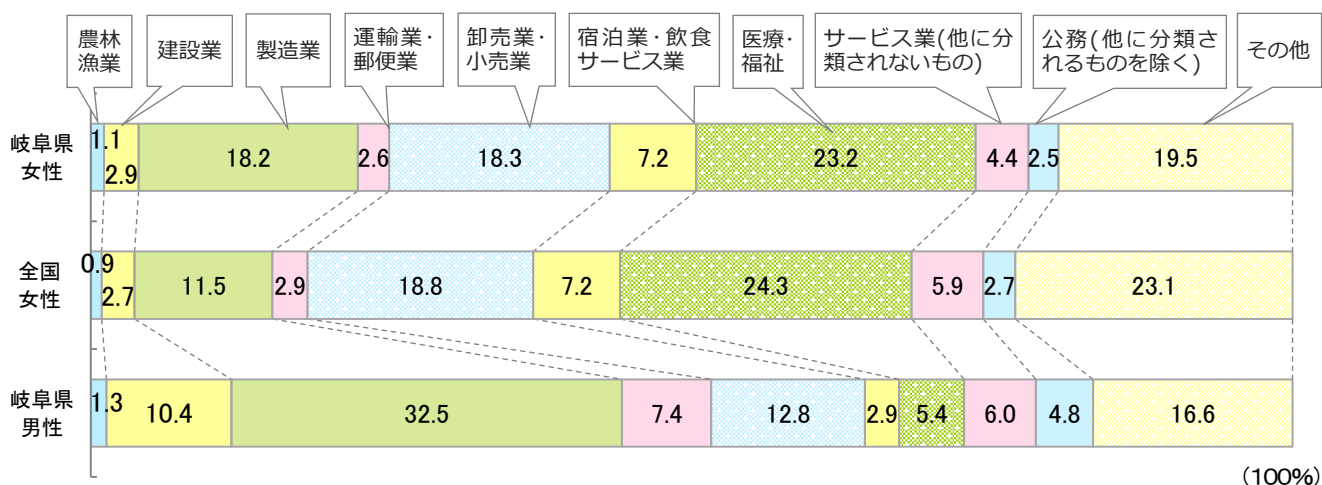 農林
漁業
建設業
製造業
運輸業・
郵便業
卸売業・
小売業
宿泊業・飲食
サービス業
医療・
福祉
サービス業(他に分
類されないもの)
公務(他に分類さ
れるものを除く)
その他
岐阜県
女性
1.1
2.9
18.2
2.6
18.3
7.2
23.2
4.4
2.5
19.5
全国
女性
0.9
2.7
11.5
2.9
18.8
7.2
24.3
5.9
2.7
23.1
岐阜県
男性
1.3
10.4
32.5
7.4
12.8
2.9
5.4
6.0
4.8
16.6
(100%)